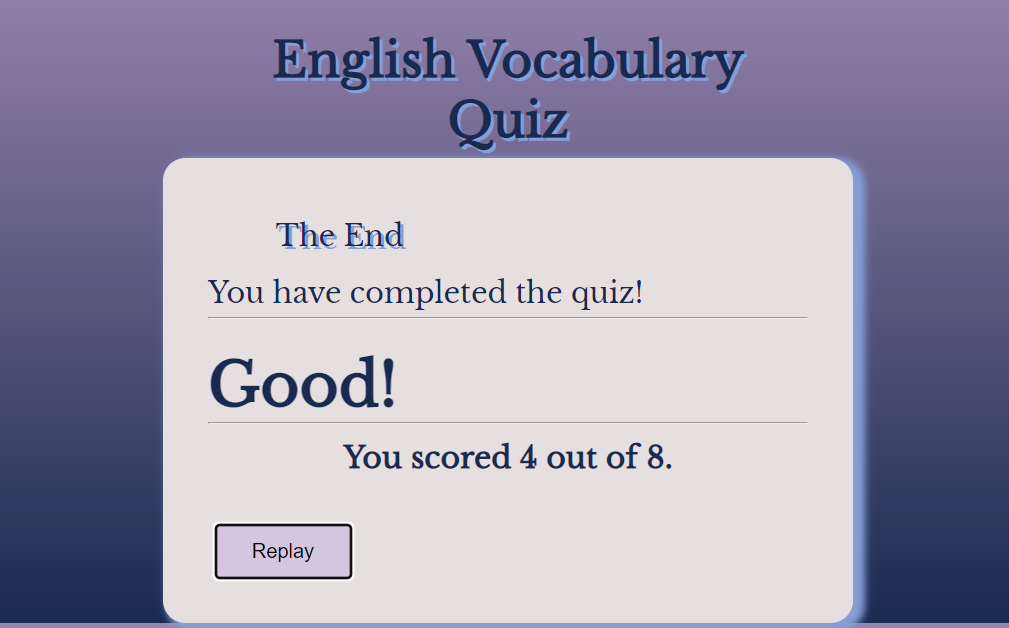 English Vocabulary
Quiz
The End
You have completed the quiz!
Good!
You scored 4 out of 8.
Replay